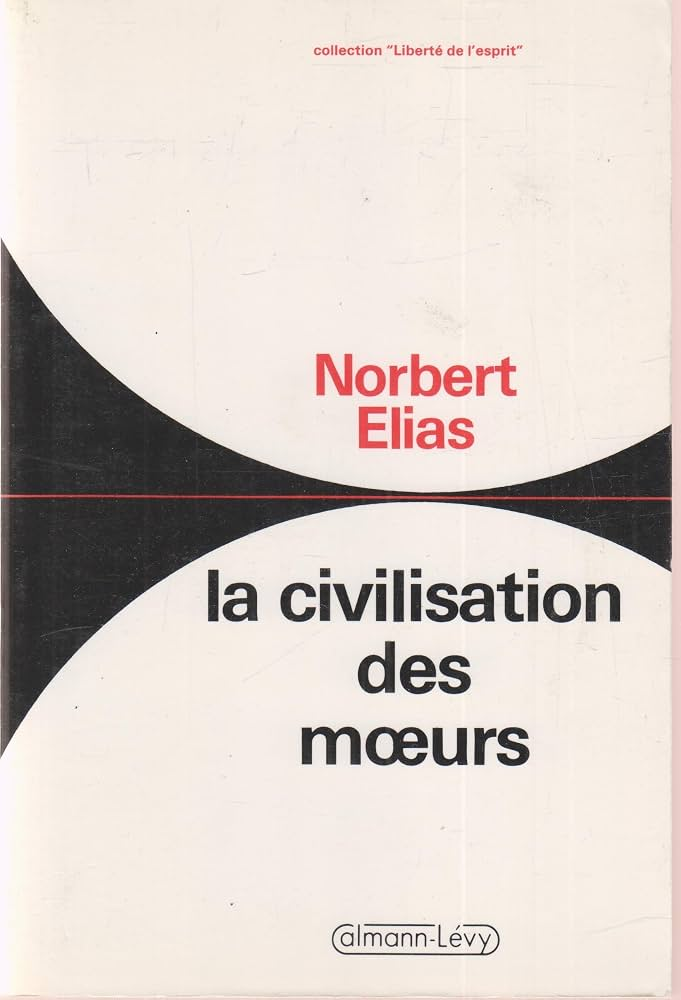 collection "Liberté de l'esprit"
Norbert
Elias
la civilisation
des
mœurs
Calmann-Lévy